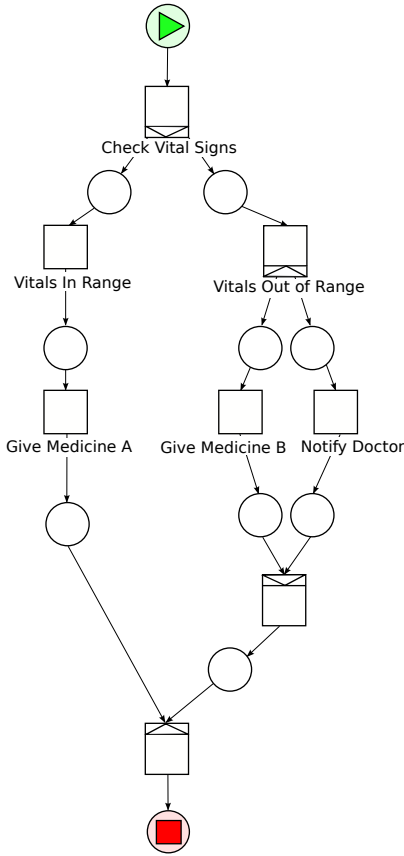 Check Vital Signs
Vitals In Range
Vitals Out of Range
Give Medicine A
Give Medicine B
Notify Doctor